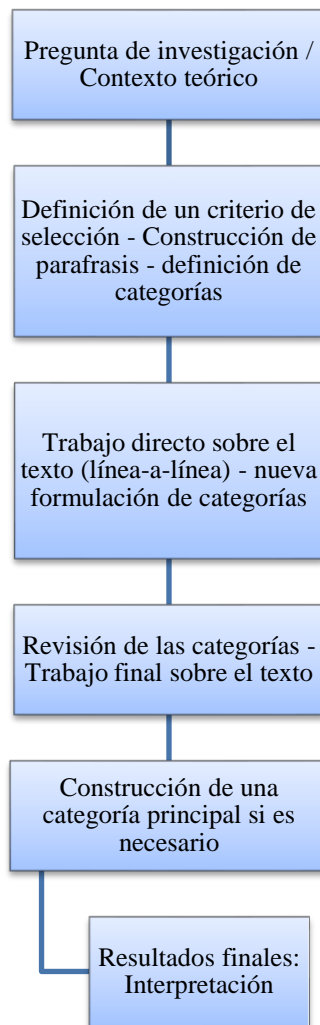 Pregunta de investigación /
Contexto teórico
Definición de un criterio de
selección - Construcción de
parafrasis - definición de
categorías
Trabajo directo sobre el
texto (línea-a-línea) - nueva
formulación de categorías
Revisión de las categorías -
Trabajo final sobre el texto
Construcción de una
categoría principal si es
necesario
Resultados finales:
Interpretación